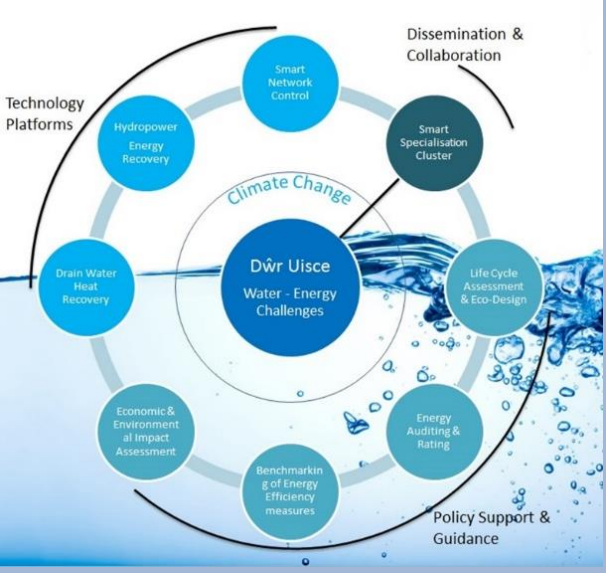 Dissemination &
Collaboration
Technology
Platforms
Smart
Network
Control
Hydropower
Energy
Recovery
Smart
Specialisation
Cluster
Climate Change
Dŵr Uisce
Water - Energy
Challenges
Drain Water
Heat
Recovery
Life Cycle
Assessment
& Eco-Design
Economic &
Environment
al Impact
Assessment
Energy
Auditing &
Rating
Benchmarkin
g of Energy
Efficiency
measures
Policy Support &
Guidance